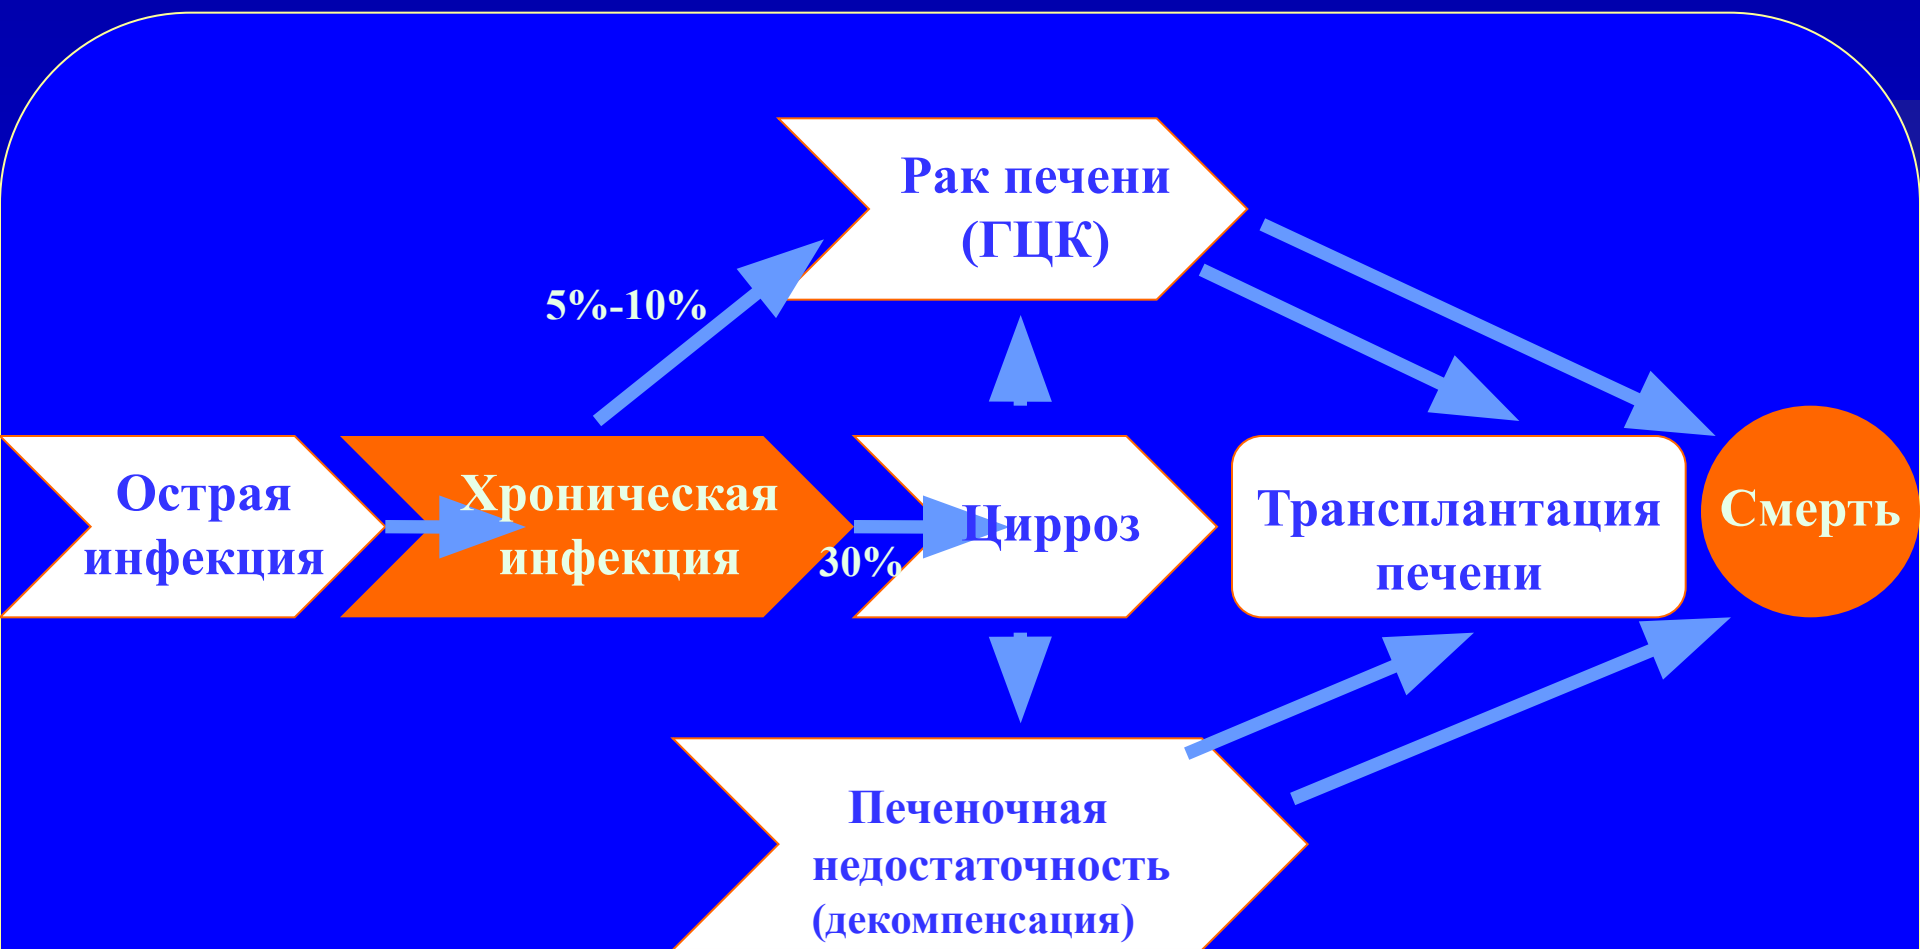 Рак печени
(ГЦК)
5%-10%
Острая
инфекция
Хроническая
инфекция
30%
Цирроз
Трансплантация
печени
Смерть
Печеночная
недостаточность
(декомпенсация)